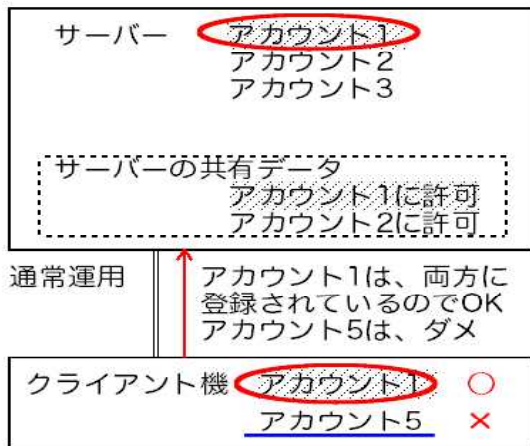 サーバー アカウント1
アカウント2
アカウント3
サーバーの共有データ
アカウント1に許可
アカウント2に許可
通常運用 アカウント1は、両方に
登録されているのでOK
アカウント5は、ダメ
クライアント機 アカウント1 ○
アカウント5 ×